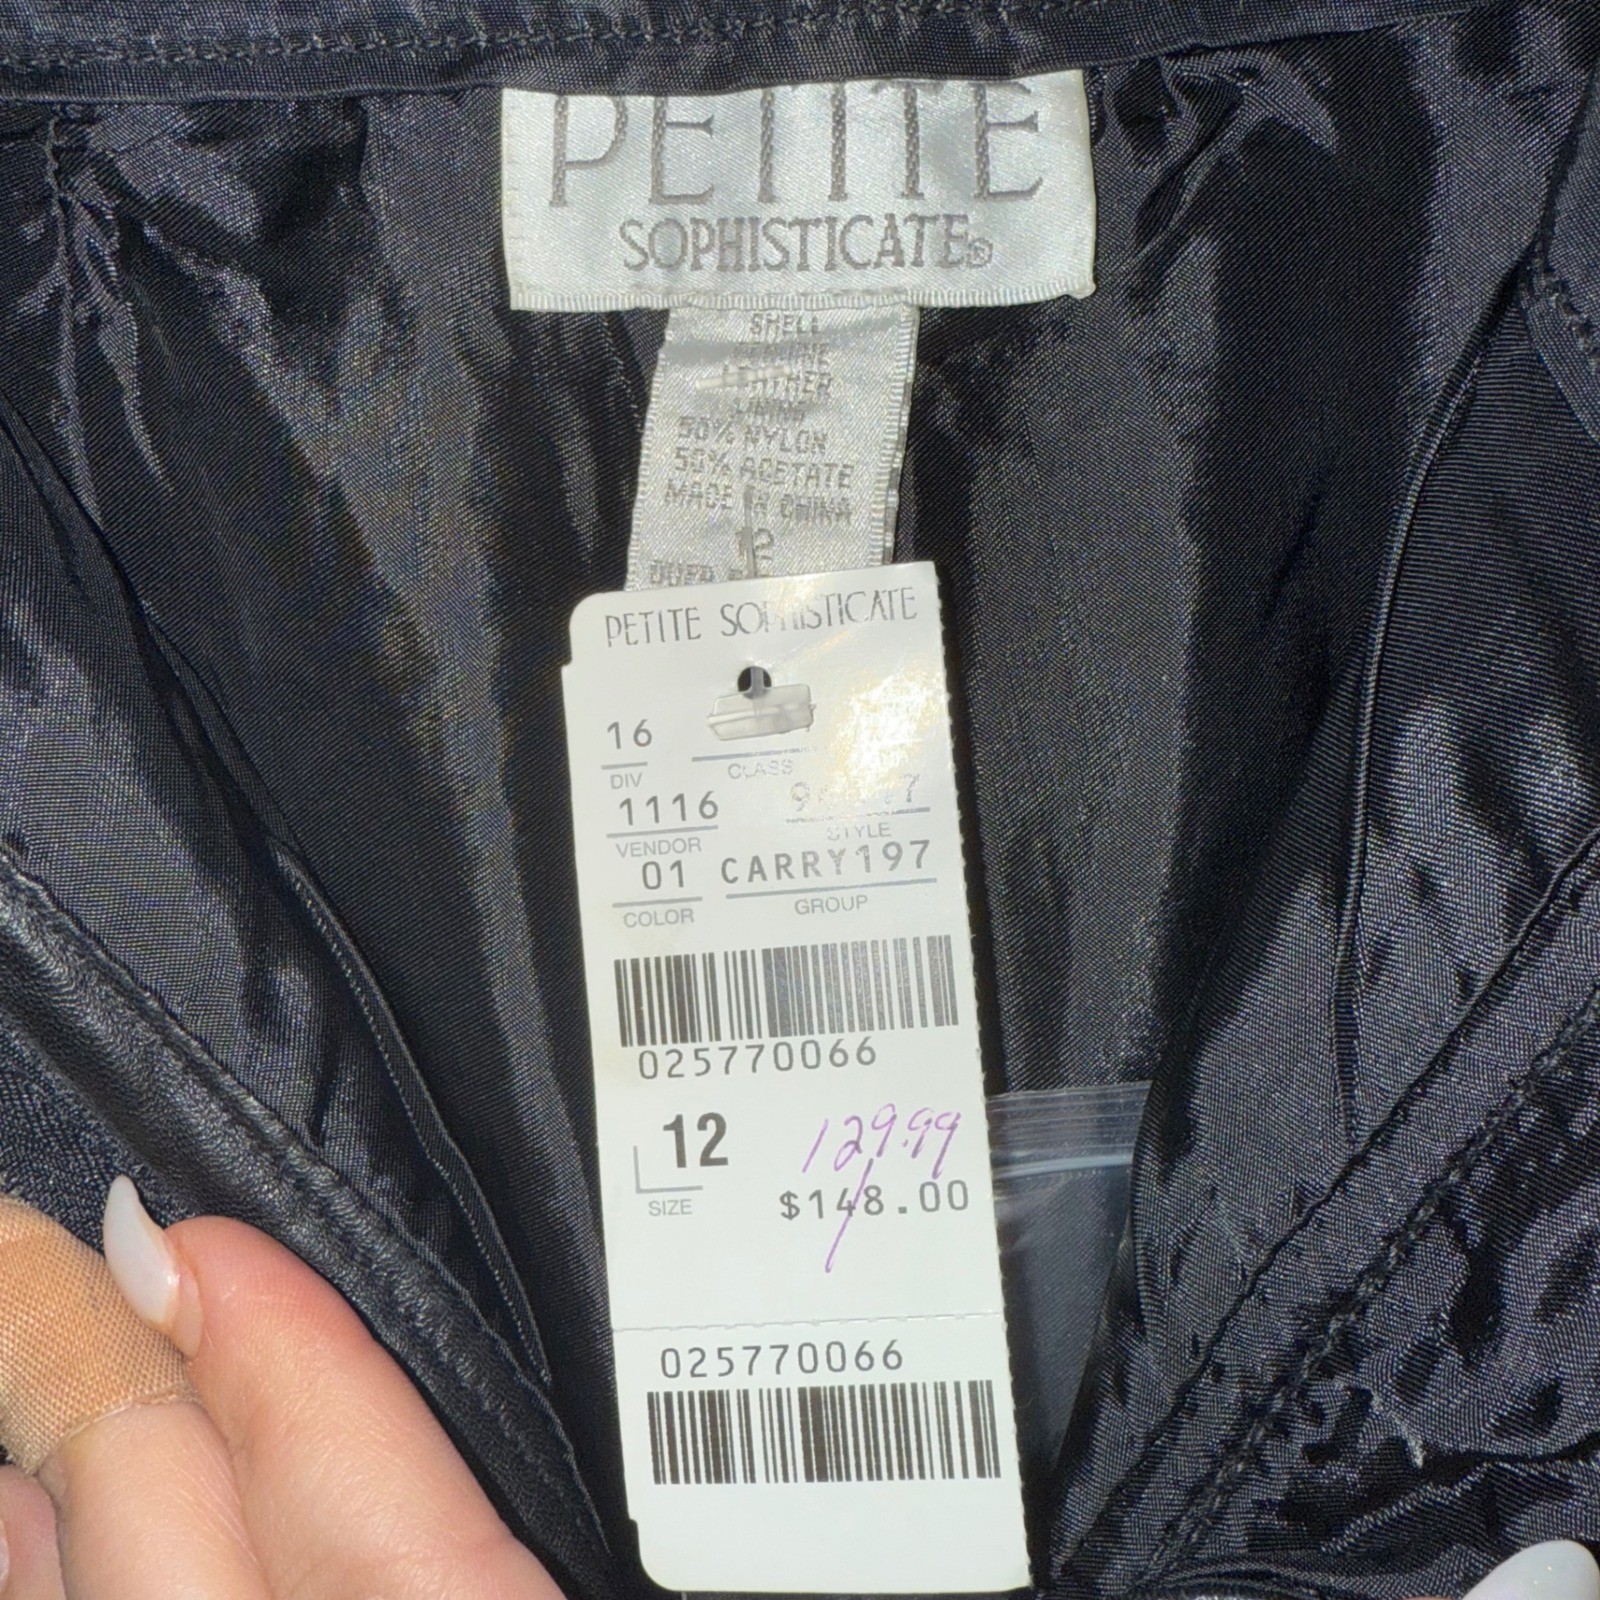 PETITE
SOPHISTICATE®
SHELL
GENUINE
LEATHER
LINING
50% NYLON
50% ACETATE
MADE IN CHINA
12
PETITE SOPHISTICATE
16
DIV
CLASS
1116
VENDOR
STYLE
01 CARRY197
COLOR GROUP
025770066
12 129.99
SIZE $148.00
025770066